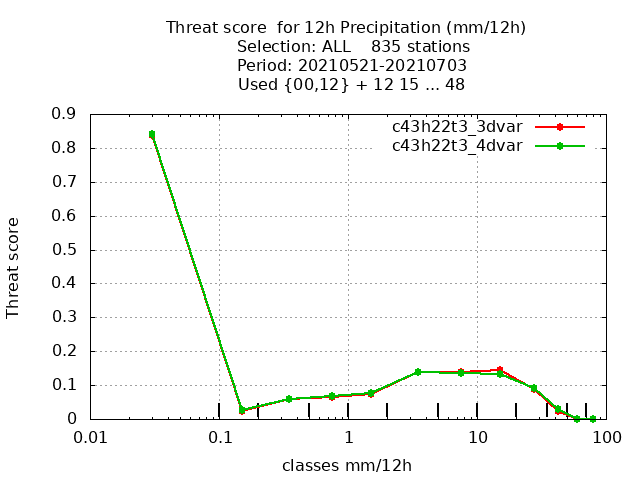 Threat score  for 12h Precipitation (mm/12h)
Selection: ALL    835 stations
Period: 20210521-20210703
Used {00,12} + 12 15 ... 48
c43h22t3_3dvar
c43h22t3_4dvar
Threat score
0.9
0.8
0.7
0.6
0.5
0.4
0.3
0.2
0.1
0
0.01 0.1 1 10 100
classes mm/12h